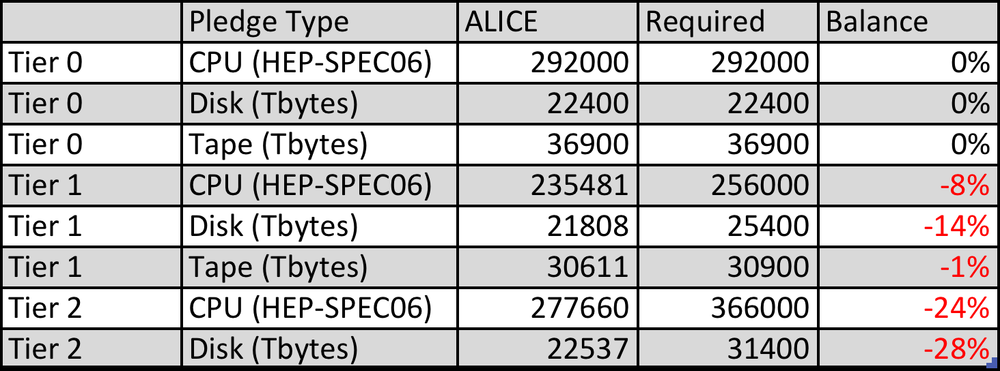 Pledge Type ALICE Required Balance
Tier 0 CPU (HEP-SPEC06) 292000 292000 0%
Tier 0 Disk (Tbytes) 22400 22400 0%
Tier 0 Tape (Tbytes) 36900 36900 0%
Tier 1 CPU (HEP-SPEC06) 235481 256000 -8%
Tier 1 Disk (Tbytes) 21808 25400 -14%
Tier 1 Tape (Tbytes) 30611 30900 -1%
Tier 2 CPU (HEP-SPEC06) 277660 366000 -24%
Tier 2 Disk (Tbytes) 22537 31400 -28%